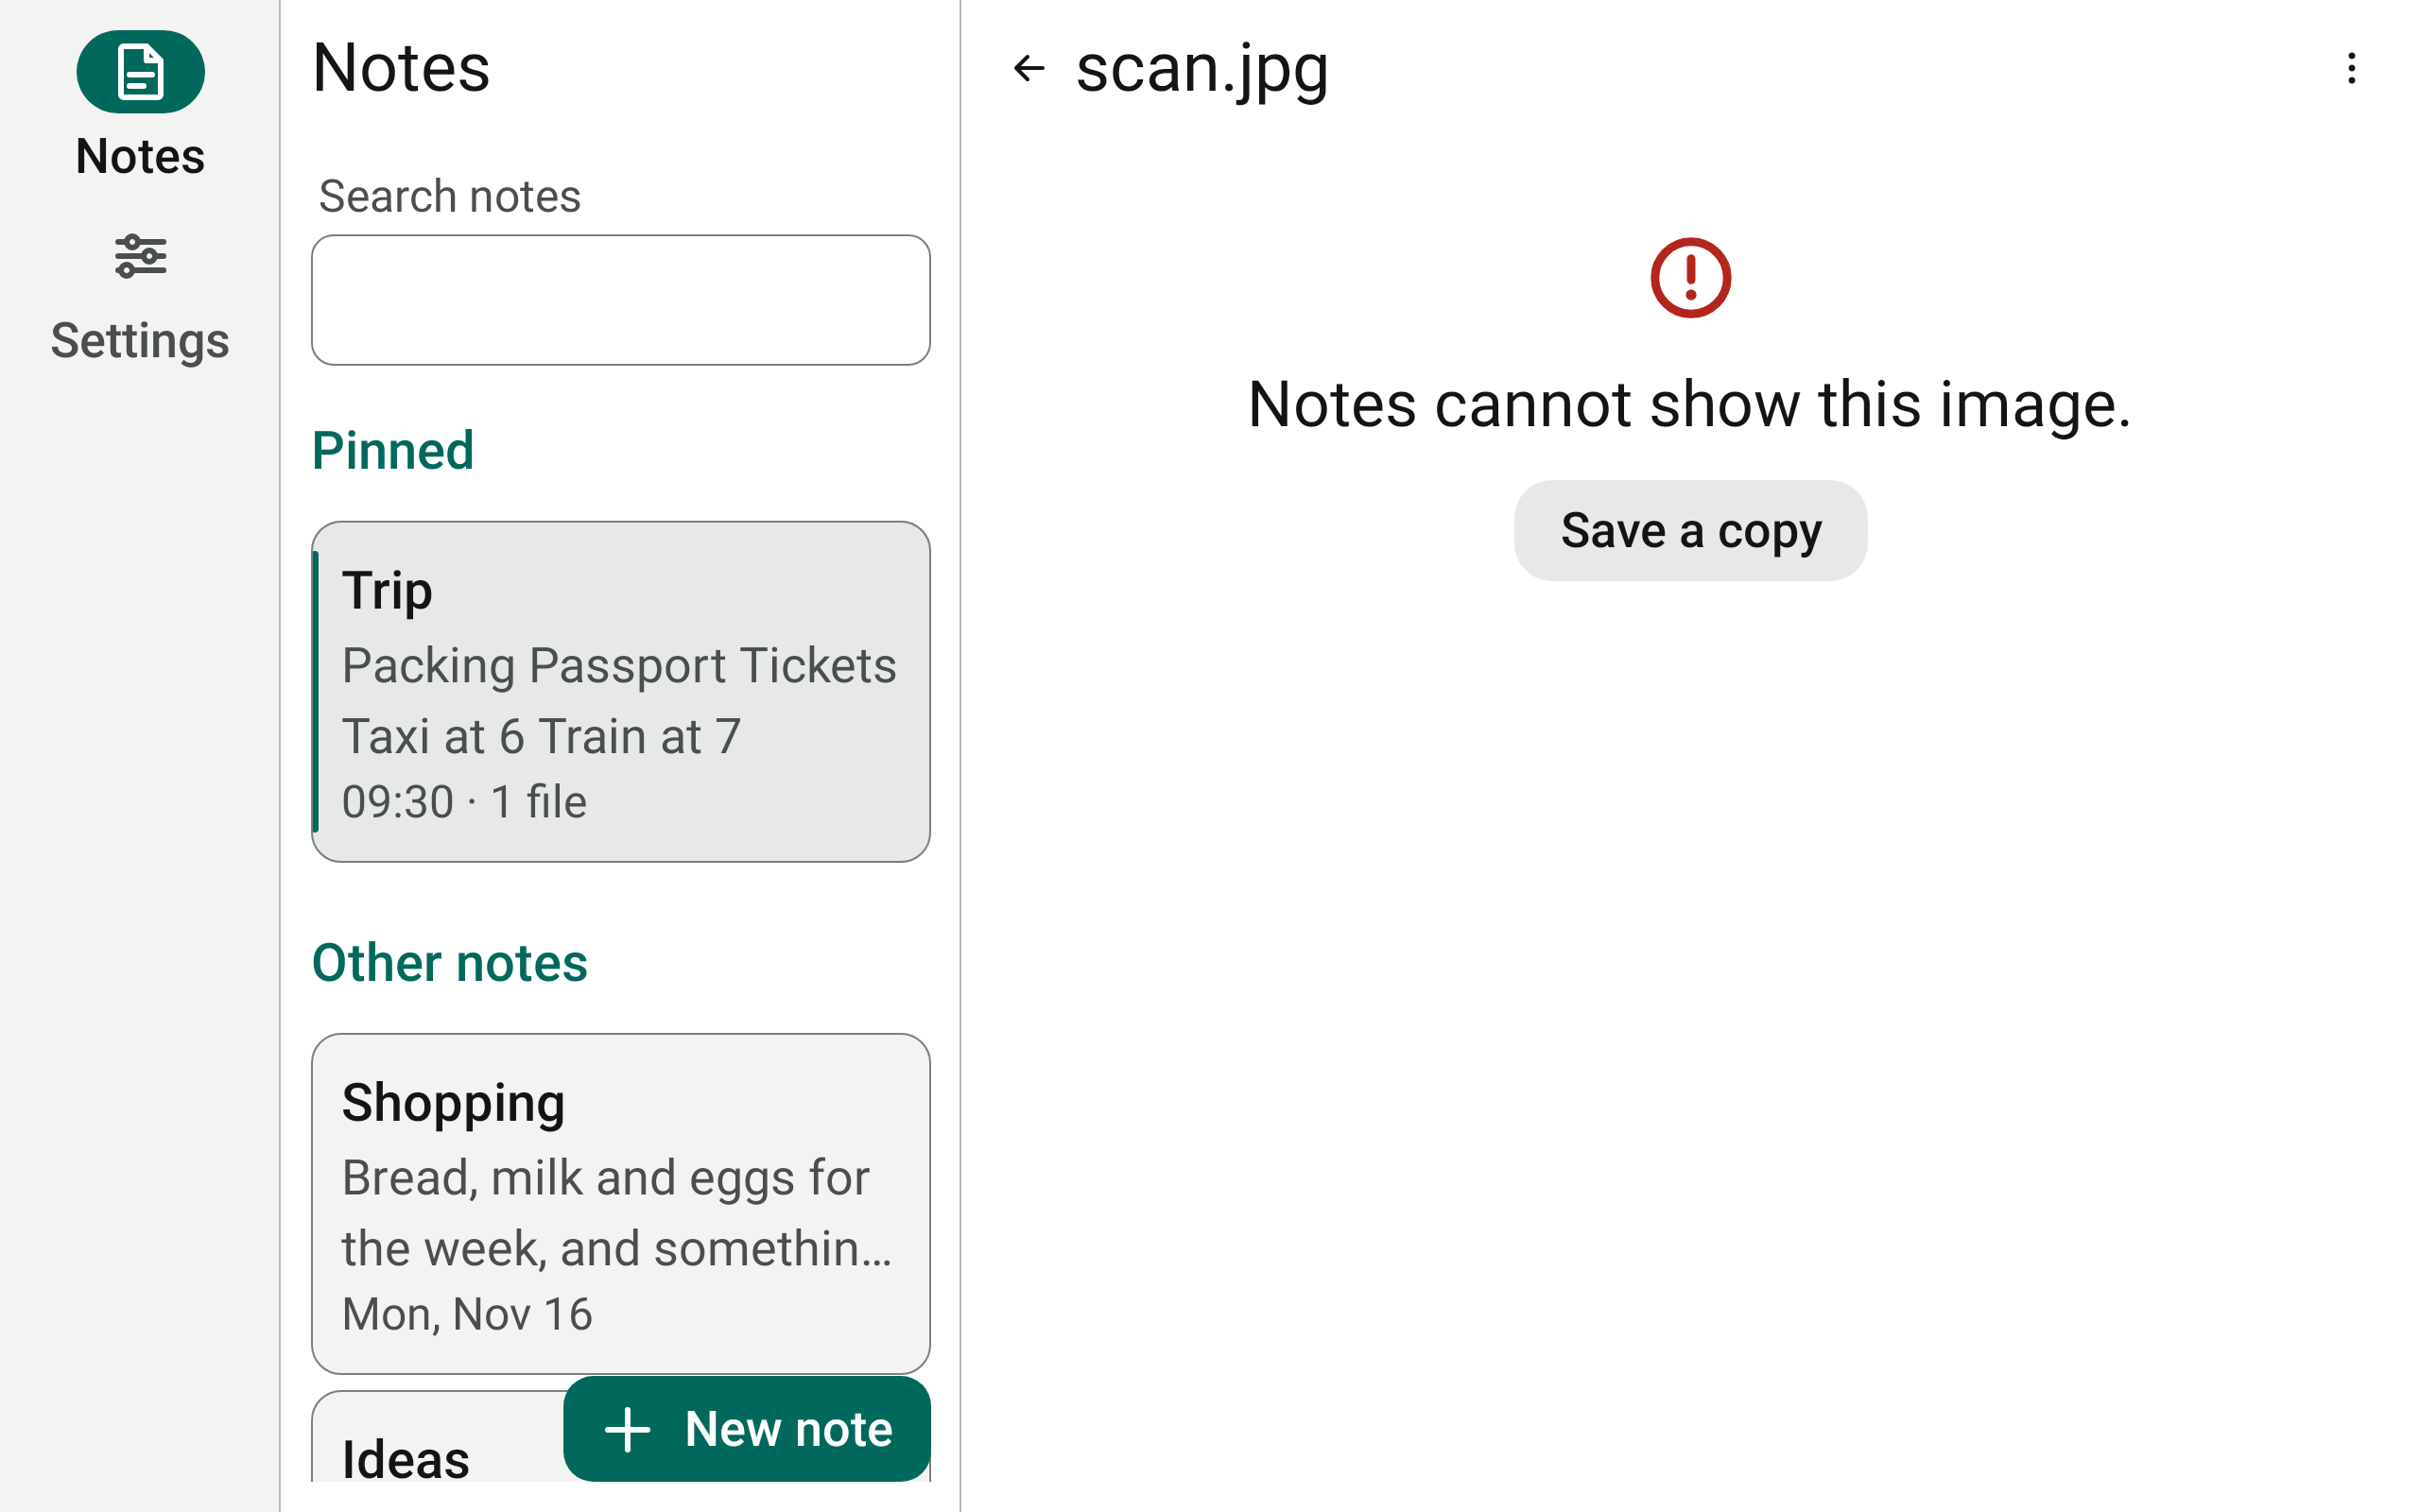 Notes
Settings
Notes
Search notes
Pinned
Trip
Packing Passport Tickets
Taxi at 6 Train at 7
09:30 · 1 file
Other notes
Shopping
Bread, milk and eggs for
the week, and somethin…
Mon, Nov 16
Ideas
New note
scan.jpg
Notes cannot show this image.
Save a copy